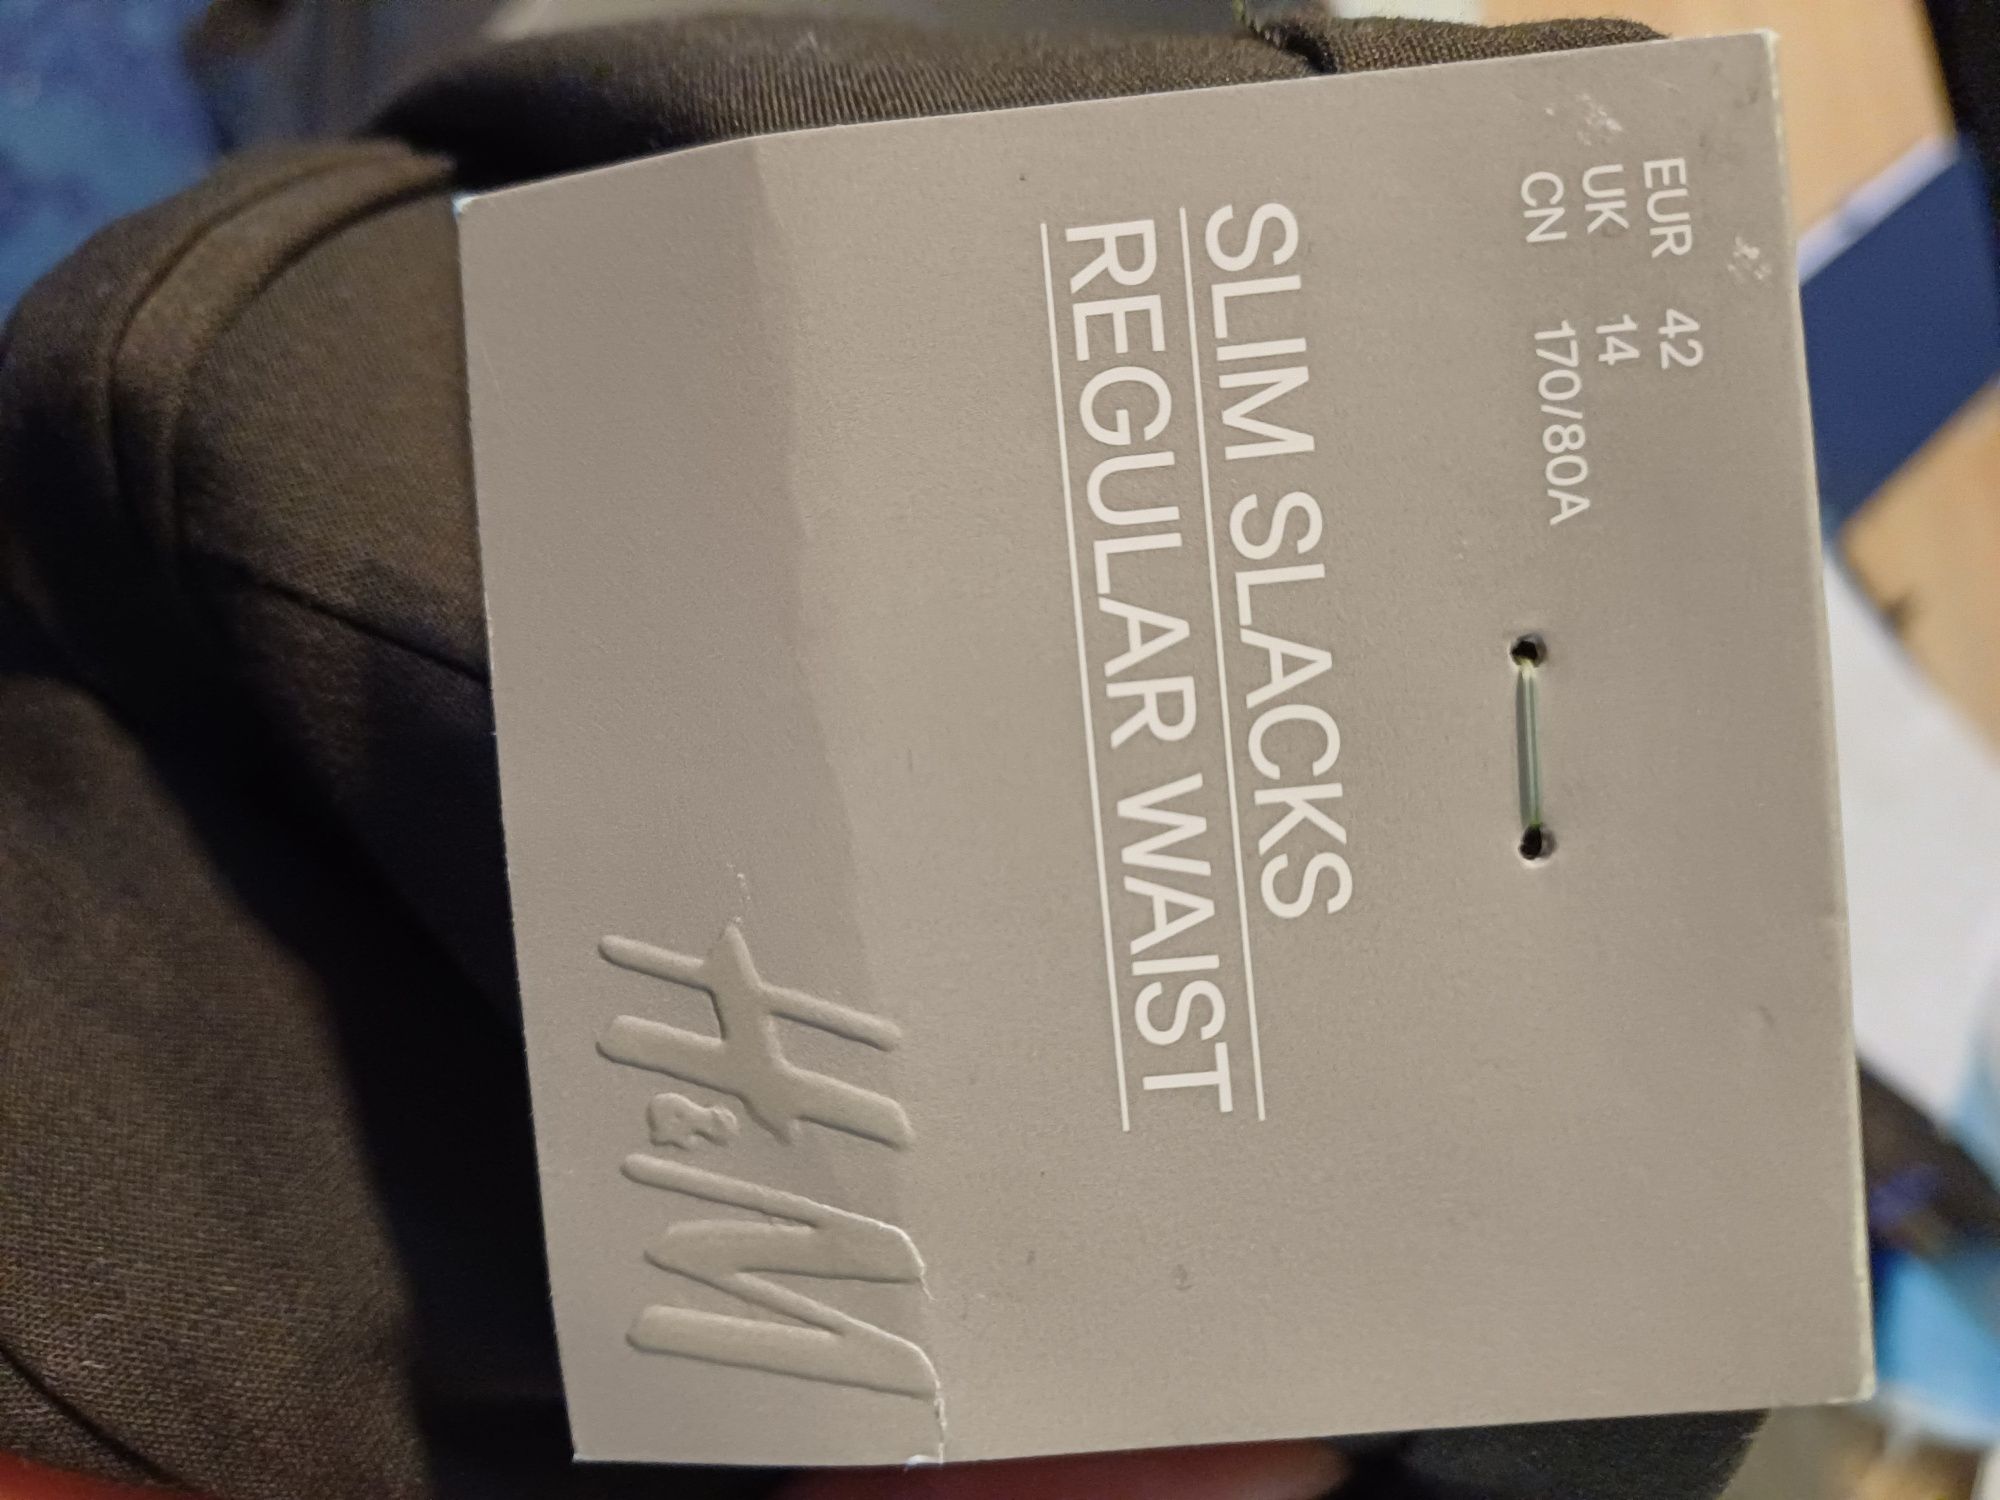 EUR 42
UK 14
CN 170/80A
SLIM SLACKS
REGULAR WAIST
H&M